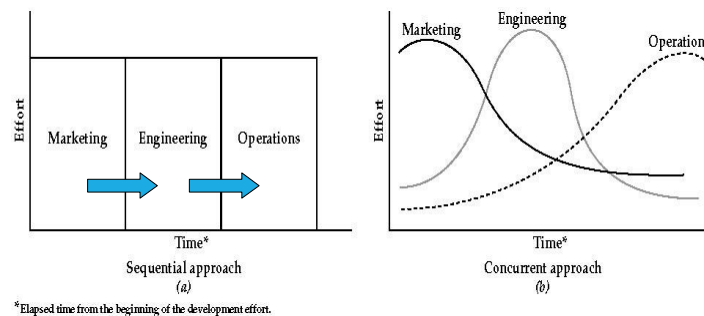 Effort
Marketing
Engineering
Operations
Time*
Sequential approach
(a)
Effort
Marketing
Engineering
Operation
Time*
Concurrent approach
(b)
*Elapsed time from the beginning of the development effort.